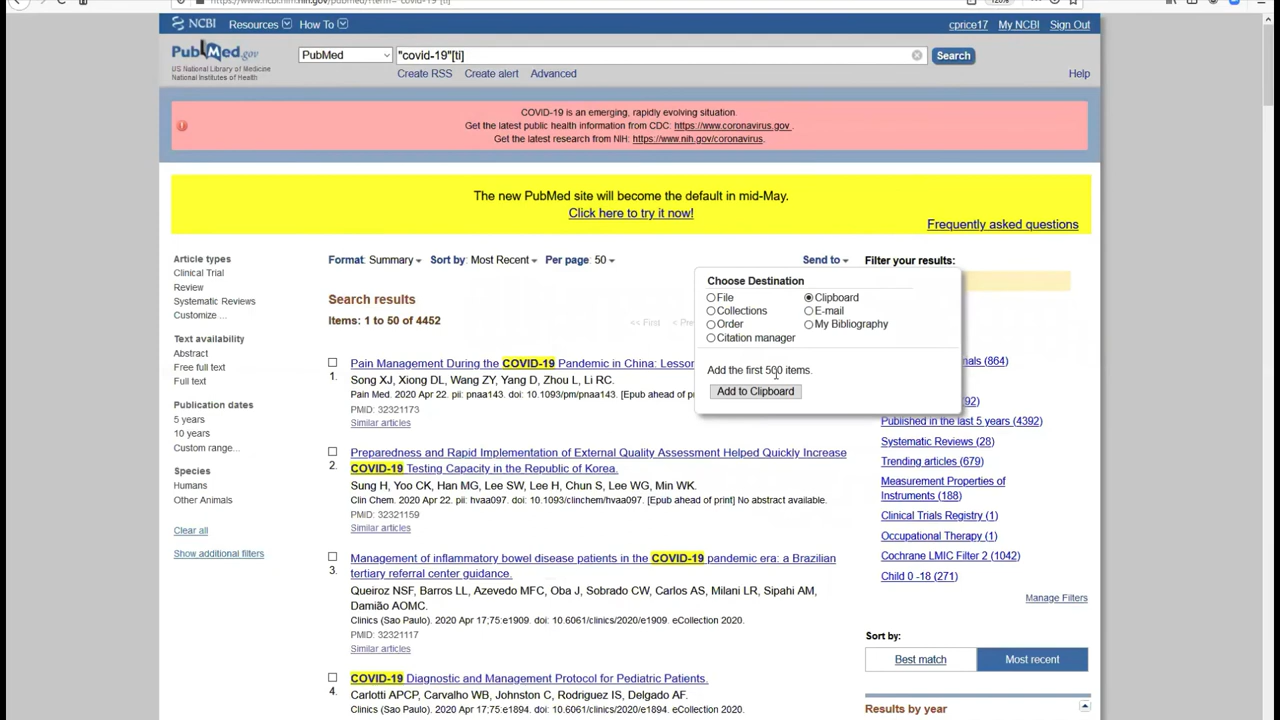 NCBI Resources How To cprice17 My NCBI Sign Out
PubMed.gov
US National Library of Medicine
National Institutes of Health
PubMed "covid-19"[ti] Search
Create RSS Create alert Advanced Help
COVID-19 is an emerging, rapidly evolving situation.
Get the latest public health information from CDC: https://www.coronavirus.gov .
Get the latest research from NIH: https://www.nih.gov/coronavirus.
The new PubMed site will become the default in mid-May.
Click here to try it now!
Frequently asked questions
Article types
Clinical Trial
Review
Systematic Reviews
Customize ...
Text availability
Abstract
Free full text
Full text
Publication dates
5 years
10 years
Custom range...
Species
Humans
Other Animals
Clear all
Show additional filters
Format: Summary Sort by: Most Recent Per page: 50 Send to
Search results
Items: 1 to 50 of 4452
<< First < Pre
Choose Destination
File Clipboard
Collections E-mail
Order My Bibliography
Citation manager
Add the first 500 items.
Add to Clipboard
Pain Management During the COVID-19 Pandemic in China: Lesson
1. Song XJ, Xiong DL, Wang ZY, Yang D, Zhou L, Li RC.
Pain Med. 2020 Apr 22. pii: pnaa143. doi: 10.1093/pm/pnaa143. [Epub ahead of p
PMID: 32321173
Similar articles
Preparedness and Rapid Implementation of External Quality Assessment Helped Quickly Increase
2. COVID-19 Testing Capacity in the Republic of Korea.
Sung H, Yoo CK, Han MG, Lee SW, Lee H, Chun S, Lee WG, Min WK.
Clin Chem. 2020 Apr 22. pii: hvaa097. doi: 10.1093/clinchem/hvaa097. [Epub ahead of print] No abstract available.
PMID: 32321159
Similar articles
Management of inflammatory bowel disease patients in the COVID-19 pandemic era: a Brazilian
3. tertiary referral center guidance.
Queiroz NSF, Barros LL, Azevedo MFC, Oba J, Sobrado CW, Carlos AS, Milani LR, Sipahi AM,
Damião AOMC.
Clinics (Sao Paulo). 2020 Apr 17;75:e1909. doi: 10.6061/clinics/2020/e1909. eCollection 2020.
PMID: 32321117
Similar articles
COVID-19 Diagnostic and Management Protocol for Pediatric Patients.
4. Carlotti APCP, Carvalho WB, Johnston C, Rodriguez IS, Delgado AF.
Clinics (Sao Paulo). 2020 Apr 17;75:e1894. doi: 10.6061/clinics/2020/e1894. eCollection 2020.
Filter your results:
nals (864)
92)
Published in the last 5 years (4392)
Systematic Reviews (28)
Trending articles (679)
Measurement Properties of
Instruments (188)
Clinical Trials Registry (1)
Occupational Therapy (1)
Cochrane LMIC Filter 2 (1042)
Child 0 -18 (271)
Manage Filters
Sort by:
Best match Most recent
Results by year